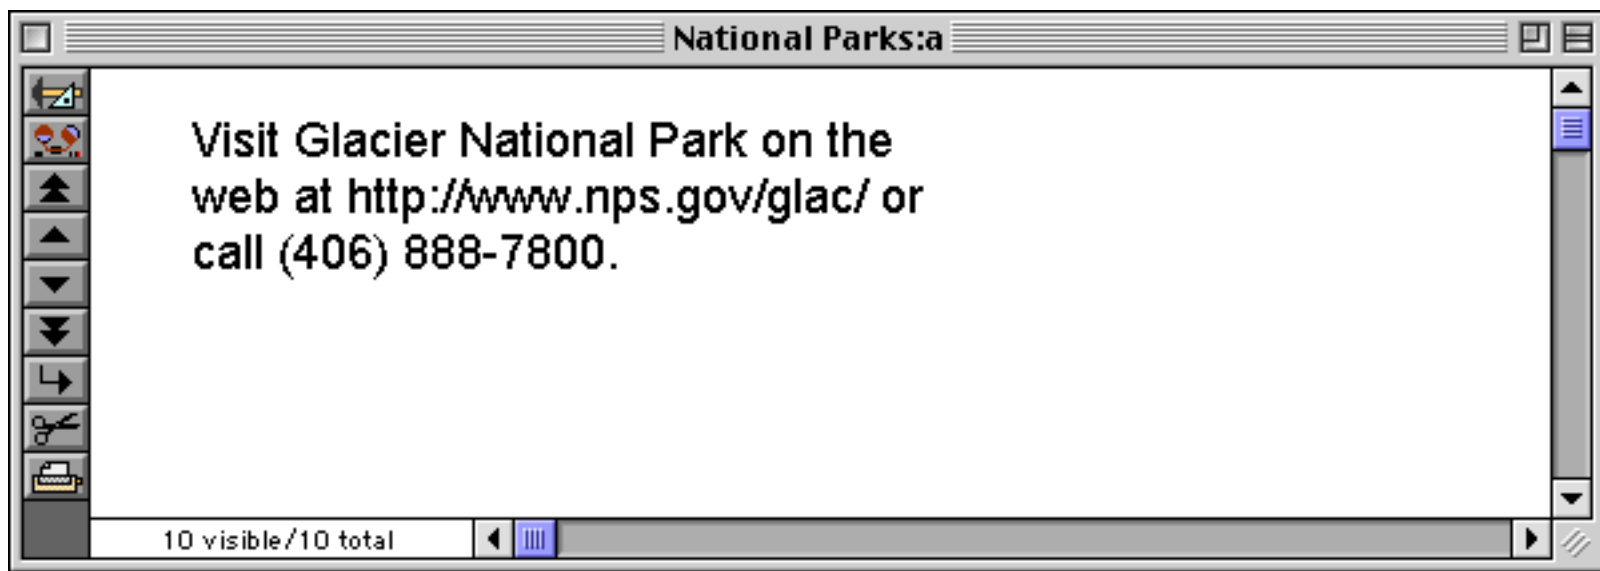 National Parks:a
Visit Glacier National Park on the
web at http://www.nps.gov/glac/ or
call (406) 888-7800.
10 visible/10 total